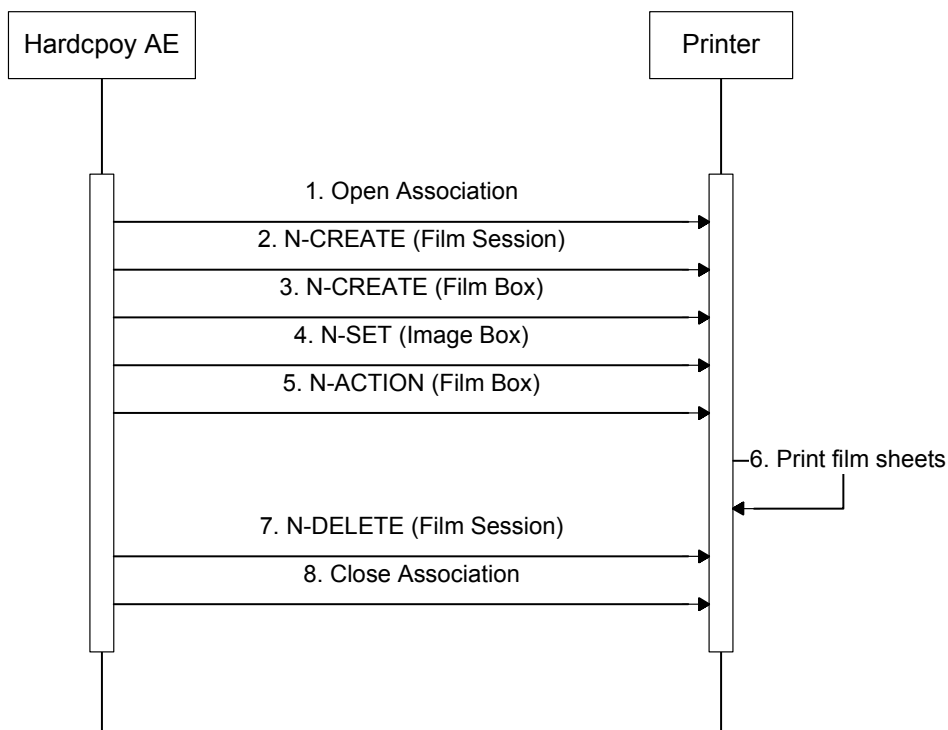 Hardcpoy AE
Printer
1. Open Association
2. N-CREATE (Film Session)
3. N-CREATE (Film Box)
4. N-SET (Image Box)
5. N-ACTION (Film Box)
6. Print film sheets
7. N-DELETE (Film Session)
8. Close Association